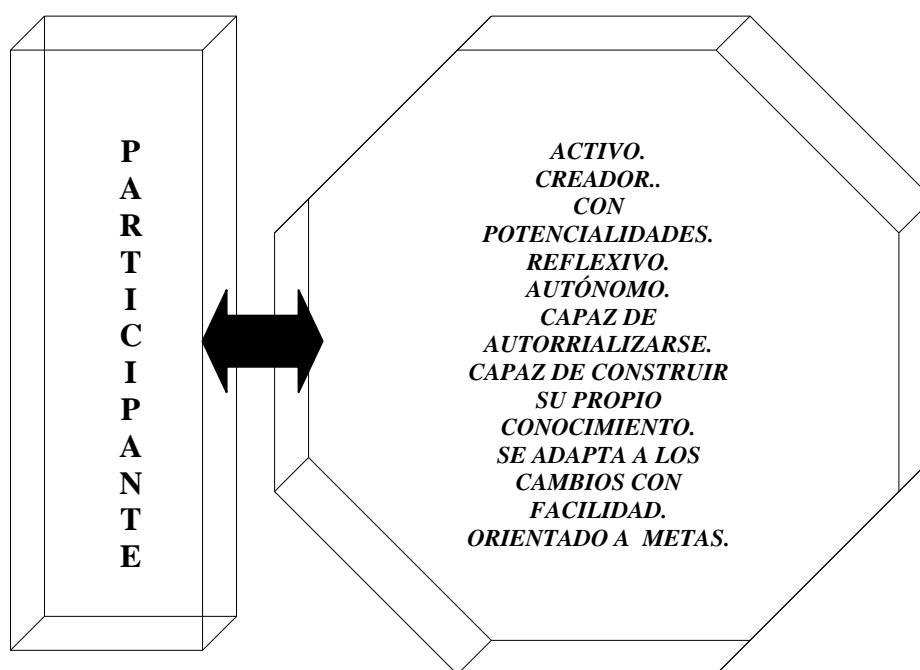 PARTICIPANTE
ACTIVO.
CREADOR..
CON
POTENCIALIDADES.
REFLEXIVO.
AUTÓNOMO.
CAPAZ DE
AUTORRIALIZARSE.
CAPAZ DE CONSTRUIR
SU PROPIO
CONOCIMIENTO.
SE ADAPTA A LOS
CAMBIOS CON
FACILIDAD.
ORIENTADO A  METAS.